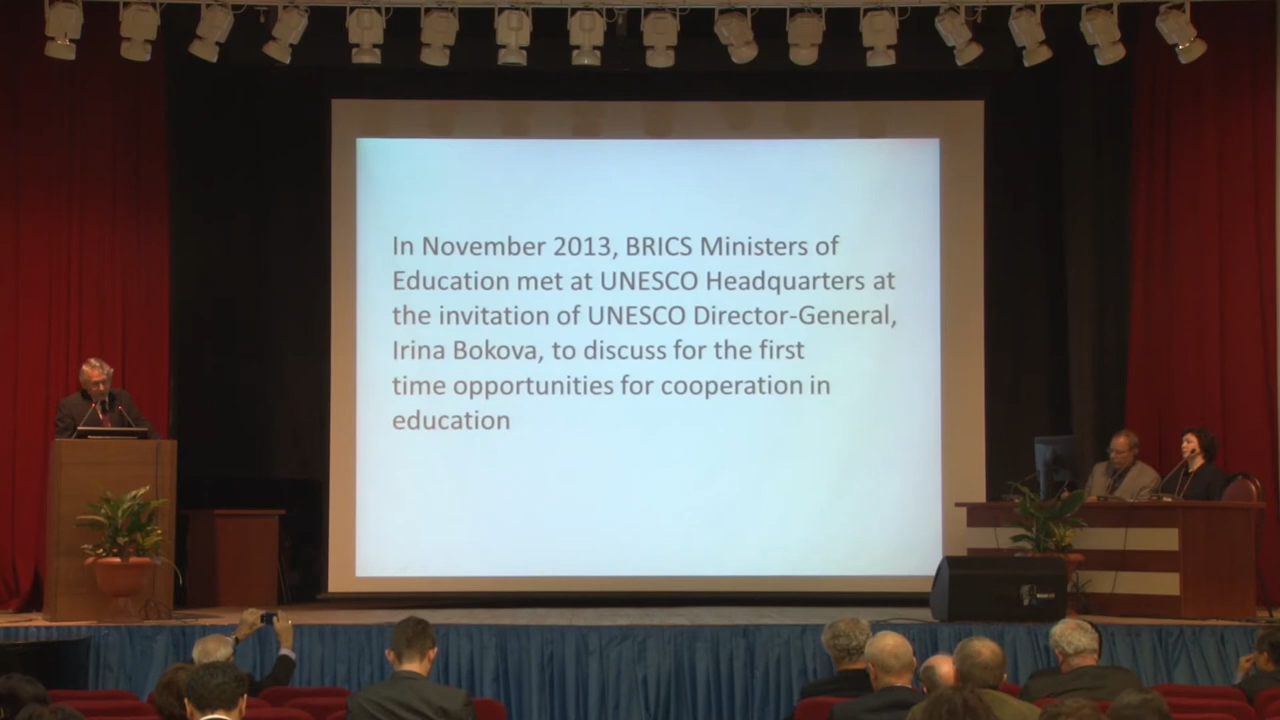 In November 2013, BRICS Ministers of
Education met at UNESCO Headquarters at
the invitation of UNESCO Director-General,
Irina Bokova, to discuss for the first
time opportunities for cooperation in
education